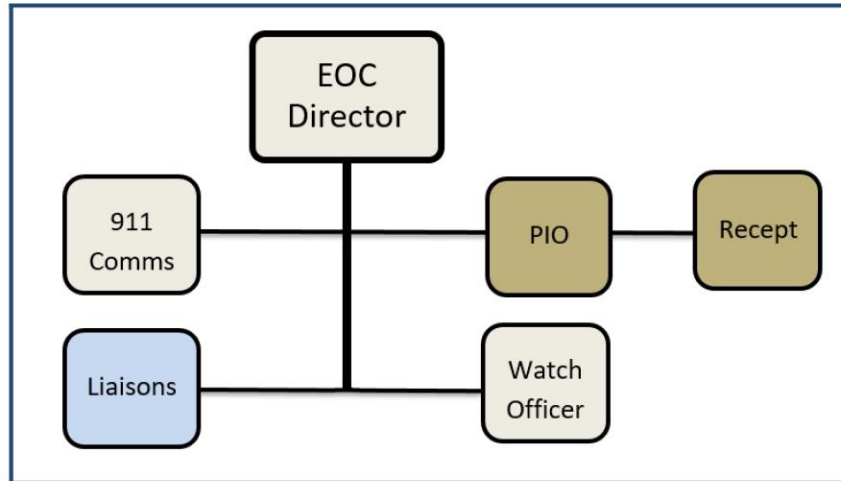 EOC
Director
911
Comms
PIO
Recept
Liaisons
Watch
Officer